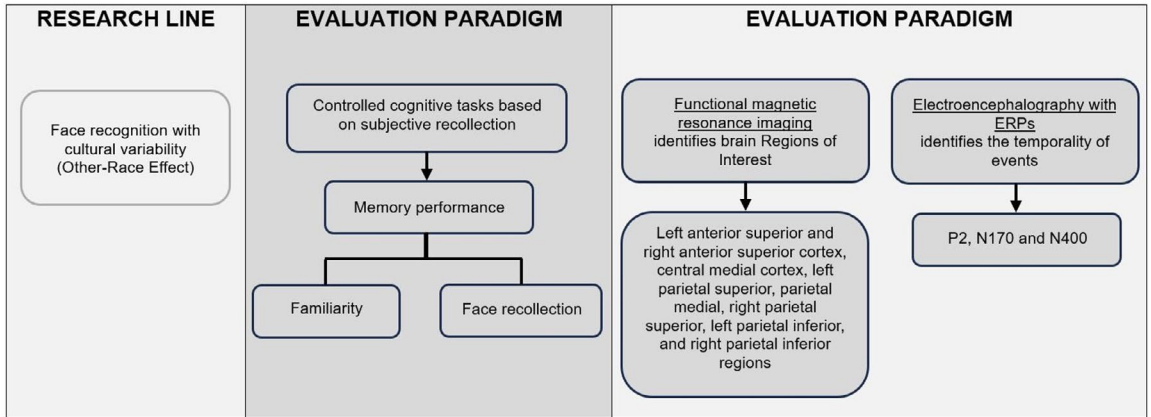 RESEARCH LINE
EVALUATION PARADIGM
EVALUATION PARADIGM
Face recognition with
cultural variability
(Other-Race Effect)
Controlled cognitive tasks based
on subjective recollection
Memory performance
Familiarity
Face recollection
Functional magnetic
resonance imaging
identifies brain Regions of
Interest
Left anterior superior and
right anterior superior cortex,
central medial cortex, left
parietal superior, parietal
medial, right parietal
superior, left parietal inferior,
and right parietal inferior
regions
Electroencephalography with
ERPs
identifies the temporality of
events
P2, N170 and N400